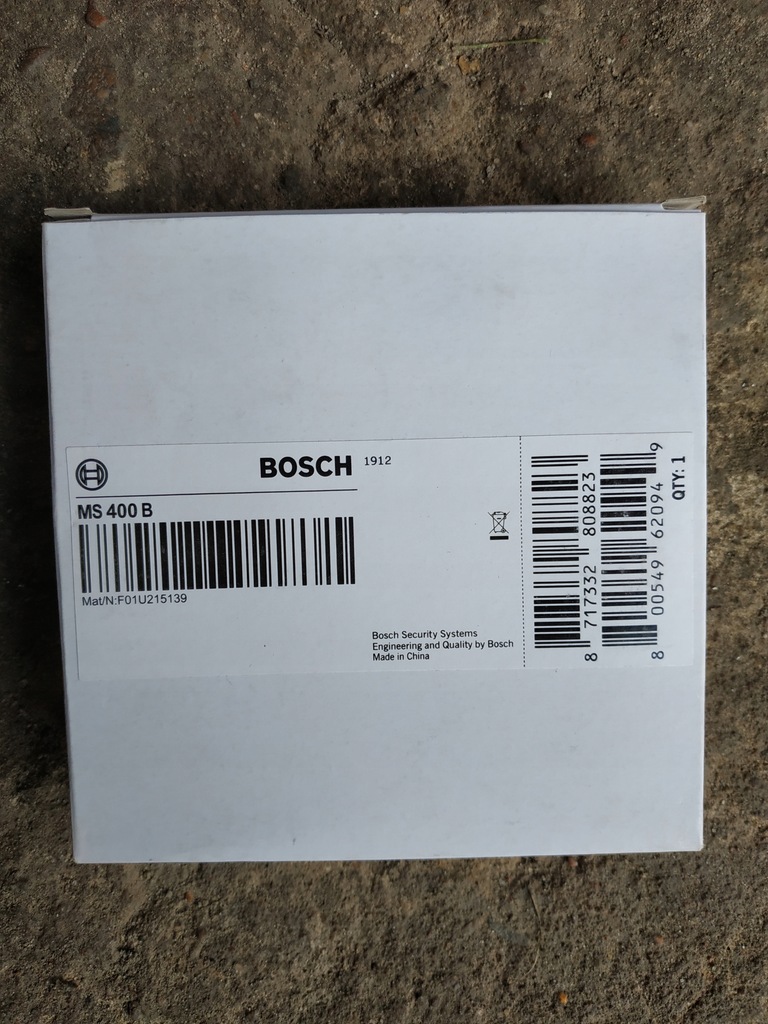 BOSCH 1912
MS 400 B
Mat/N:F01U215139
Bosch Security Systems
Engineering and Quality by Bosch
Made in China
8 717332 808823
8 00549 62094 9
QTY: 1